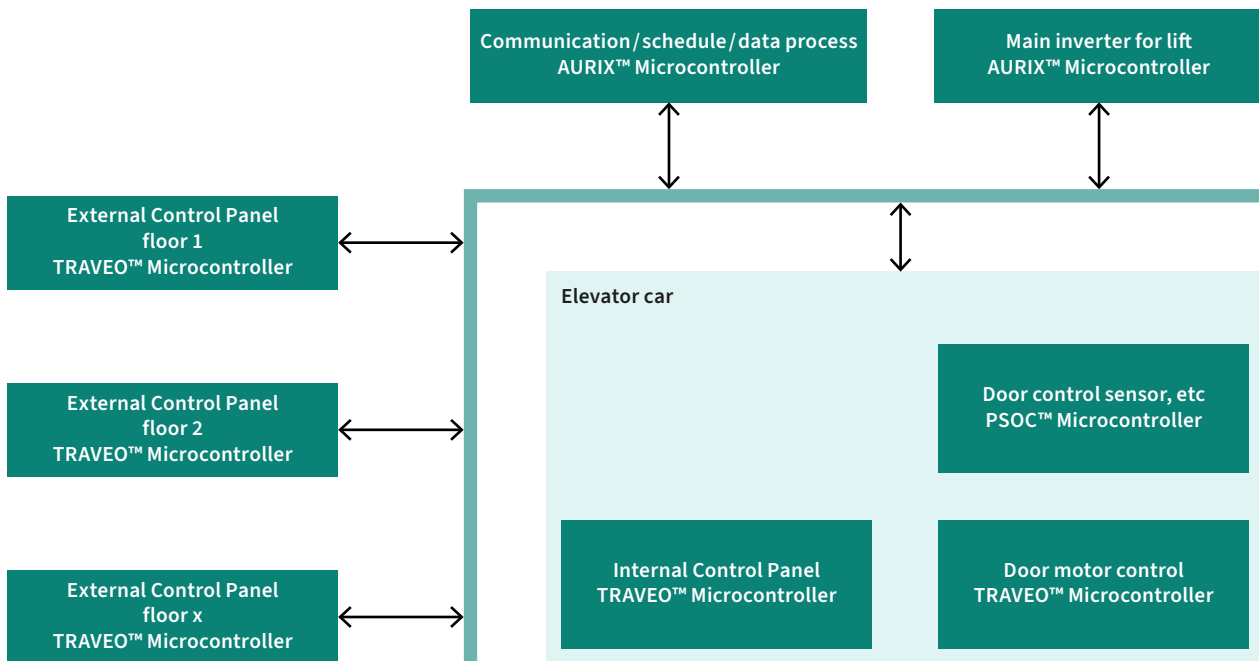 Communication/schedule/data process
AURIX™ Microcontroller
Main inverter for lift
AURIX™ Microcontroller
External Control Panel
floor 1
TRAVEO™ Microcontroller
Elevator car
Door control sensor, etc
PSOC™ Microcontroller
External Control Panel
floor 2
TRAVEO™ Microcontroller
Internal Control Panel
TRAVEO™ Microcontroller
Door motor control
TRAVEO™ Microcontroller
External Control Panel
floor x
TRAVEO™ Microcontroller